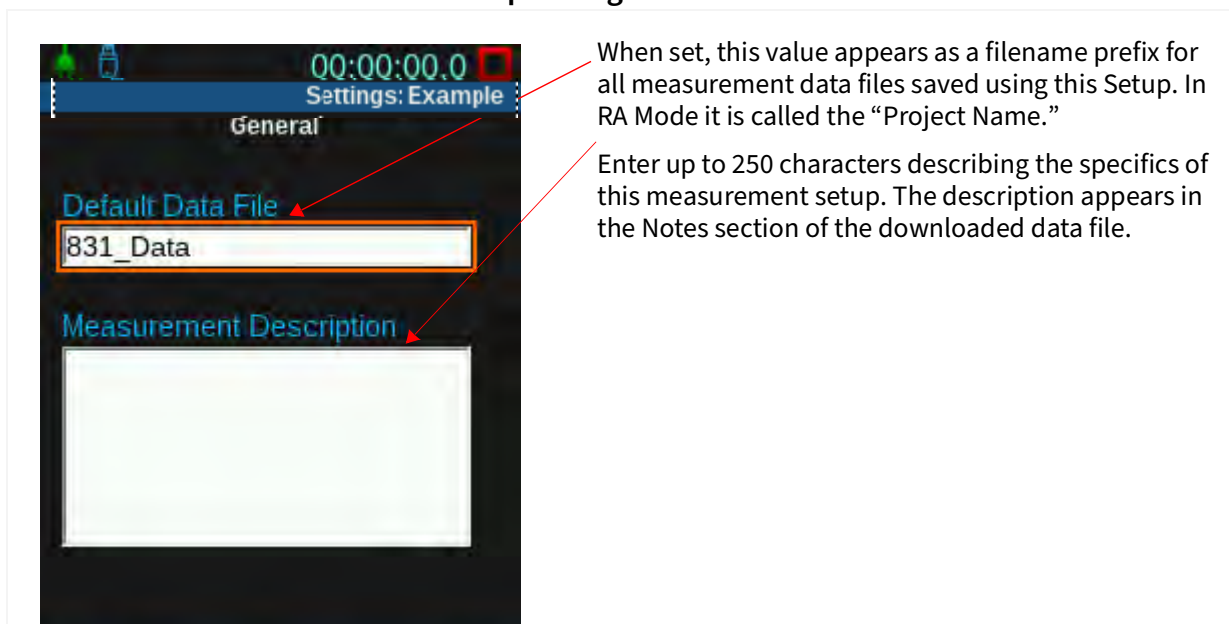 00:00:00.0
Settings: Example
General
Default Data File
831_Data
Measurement Description
When set, this value appears as a filename prefix for
all measurement data files saved using this Setup. In
RA Mode it is called the “Project Name.”
Enter up to 250 characters describing the specifics of
this measurement setup. The description appears in
the Notes section of the downloaded data file.